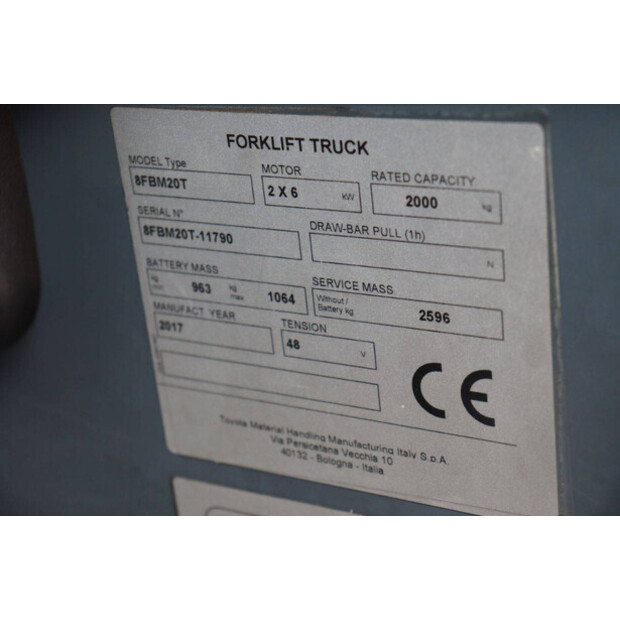 FORKLIFT TRUCK
MODEL Type
MOTOR
RATED CAPACITY
8FBM20T
2 X 6 kW
2000 kg
SERIAL N°
DRAW-BAR PULL (1h)
8FBM20T-11790
N
BATTERY MASS
SERVICE MASS
kg min 963 kg max 1064
Without / Battery kg 2596
MANUFACT. YEAR
TENSION
2017
48 V
CE
Toyota Material Handling Manufacturing Italy S.p.A.
Via Persicetana Vecchia 10
40132 - Bologna - Italia